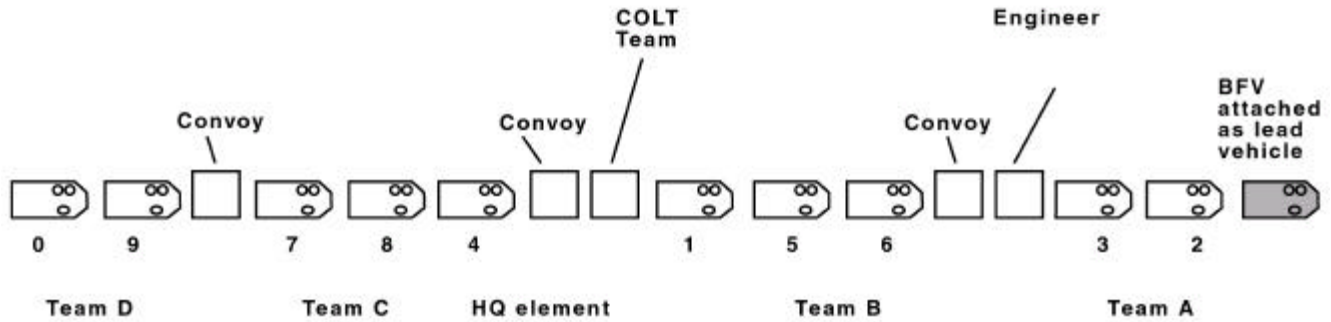 COLT
Team
Engineer
BFV
attached
as lead
vehicle
Convoy
Convoy
Convoy
0 9 7 8 4 1 5 6 3 2
Team D Team C HQ element Team B Team A